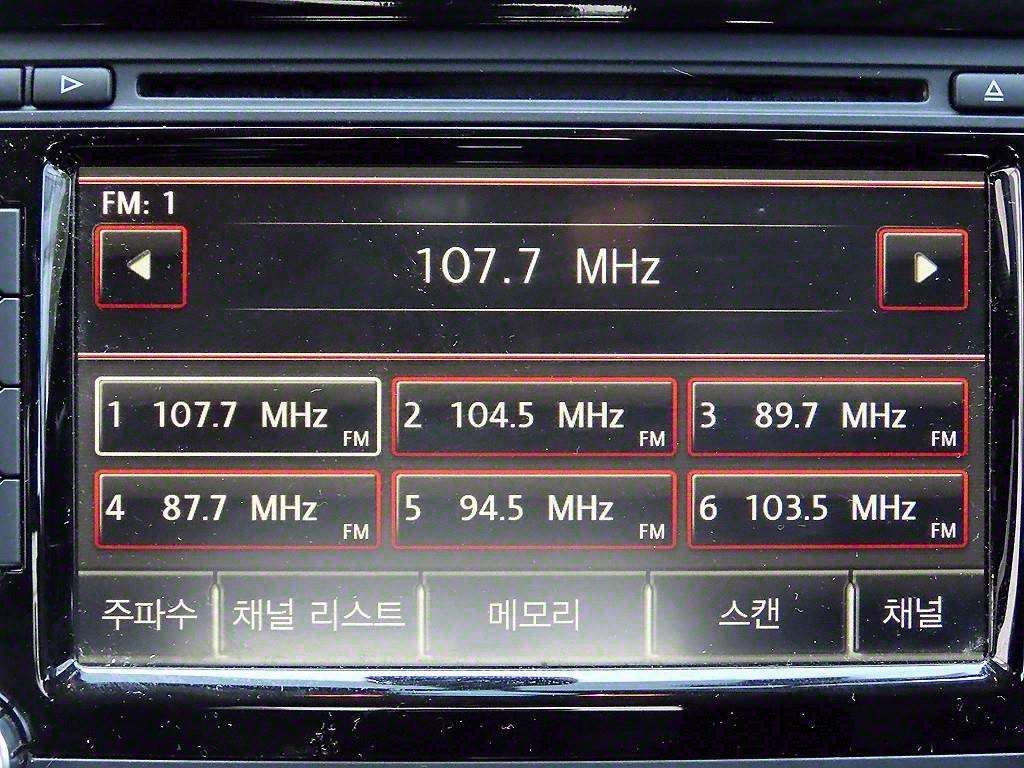 FM: 1
107.7 MHz
1 107.7 MHz FM
2 104.5 MHz FM
3 89.7 MHz FM
4 87.7 MHz FM
5 94.5 MHz FM
6 103.5 MHz FM
주파수 채널 리스트 메모리 스캔 채널